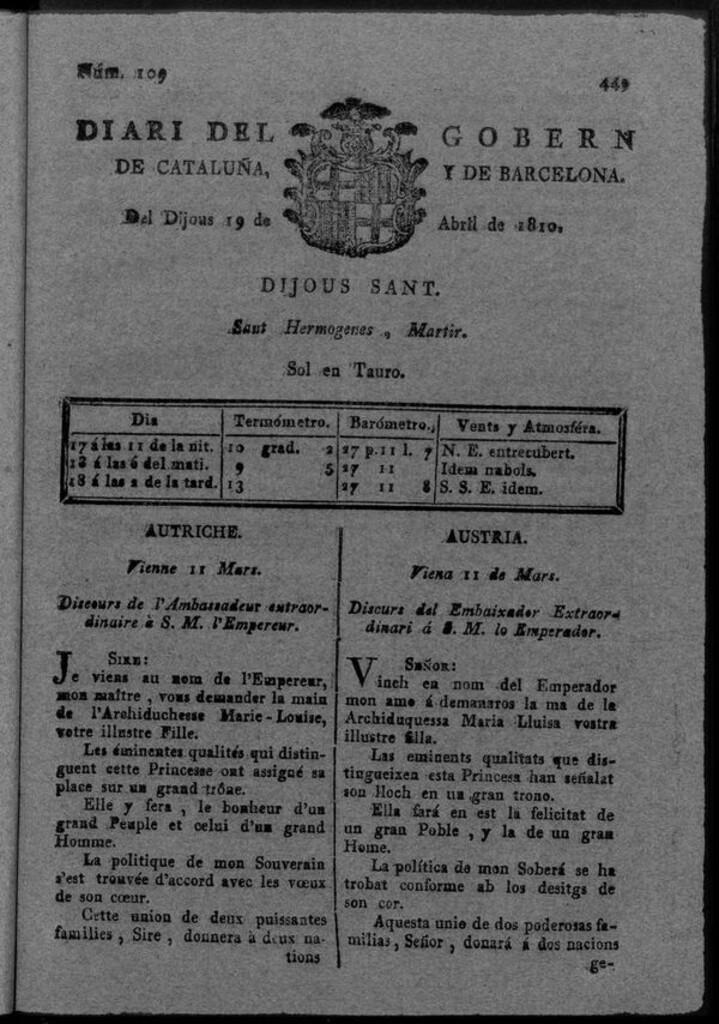 Núm. 109
449
DIARI DEL GOBERN
DE CATALUÑA, Y DE BARCELONA.
Del Dijous 19 de Abril de 1810.
DIJOUS SANT.
Sant Hermogenes , Martir.
Sol en Tauro.
Dia Termómetro. Barómetro. Vents y Atmosféra.
17 á las 11 de la nit. 10 grad. 2 27 p. 11 l. 7 N. E. entrecubert.
18 á las 6 del mati. 9 5 27 11 Idem nabols.
18 á las 2 de la tard. 13 27 11 8 S. S. E. idem.
AUTRICHE.
Vienne 11 Mars.
Discours de l'Ambassadeur extraor-
dinaire à S. M. l'Empereur.
SIRE:
Je viens au nom de l'Empereur,
mon maître , vous demander la main
de l'Archiduchesse Marie-Louise,
votre illustre Fille.
Les éminentes qualités qui distin-
guent cette Princesse ont assigné sa
place sur un grand trône.
Elle y fera , le bonheur d'un
grand Peuple et celui d'un grand
Homme.
La politique de mon Souverain
s'est trouvée d'accord avec les vœux
de son cœur.
Cette union de deux puissantes
familles , Sire , donnera à deux na-
tions
AUSTRIA.
Viena 11 de Mars.
Discurs del Embaixador Extraor-
dinari á S. M. lo Emperador.
SEÑOR:
Vinch en nom del Emperador
mon amo á demanaros la ma de la
Archiduquessa Maria Lluisa vostra
illustre filla.
Las eminents qualitats que dis-
tingueixen esta Princesa han señalat
son lloch en un gran trono.
Ella fará en est la felicitat de
un gran Poble , y la de un gran
Home.
La política de mon Soberá se ha
trobat conforme ab los desitgs de
son cor.
Aquesta unio de dos poderosas fa-
milias, Señor , donará á dos nacions
ge-